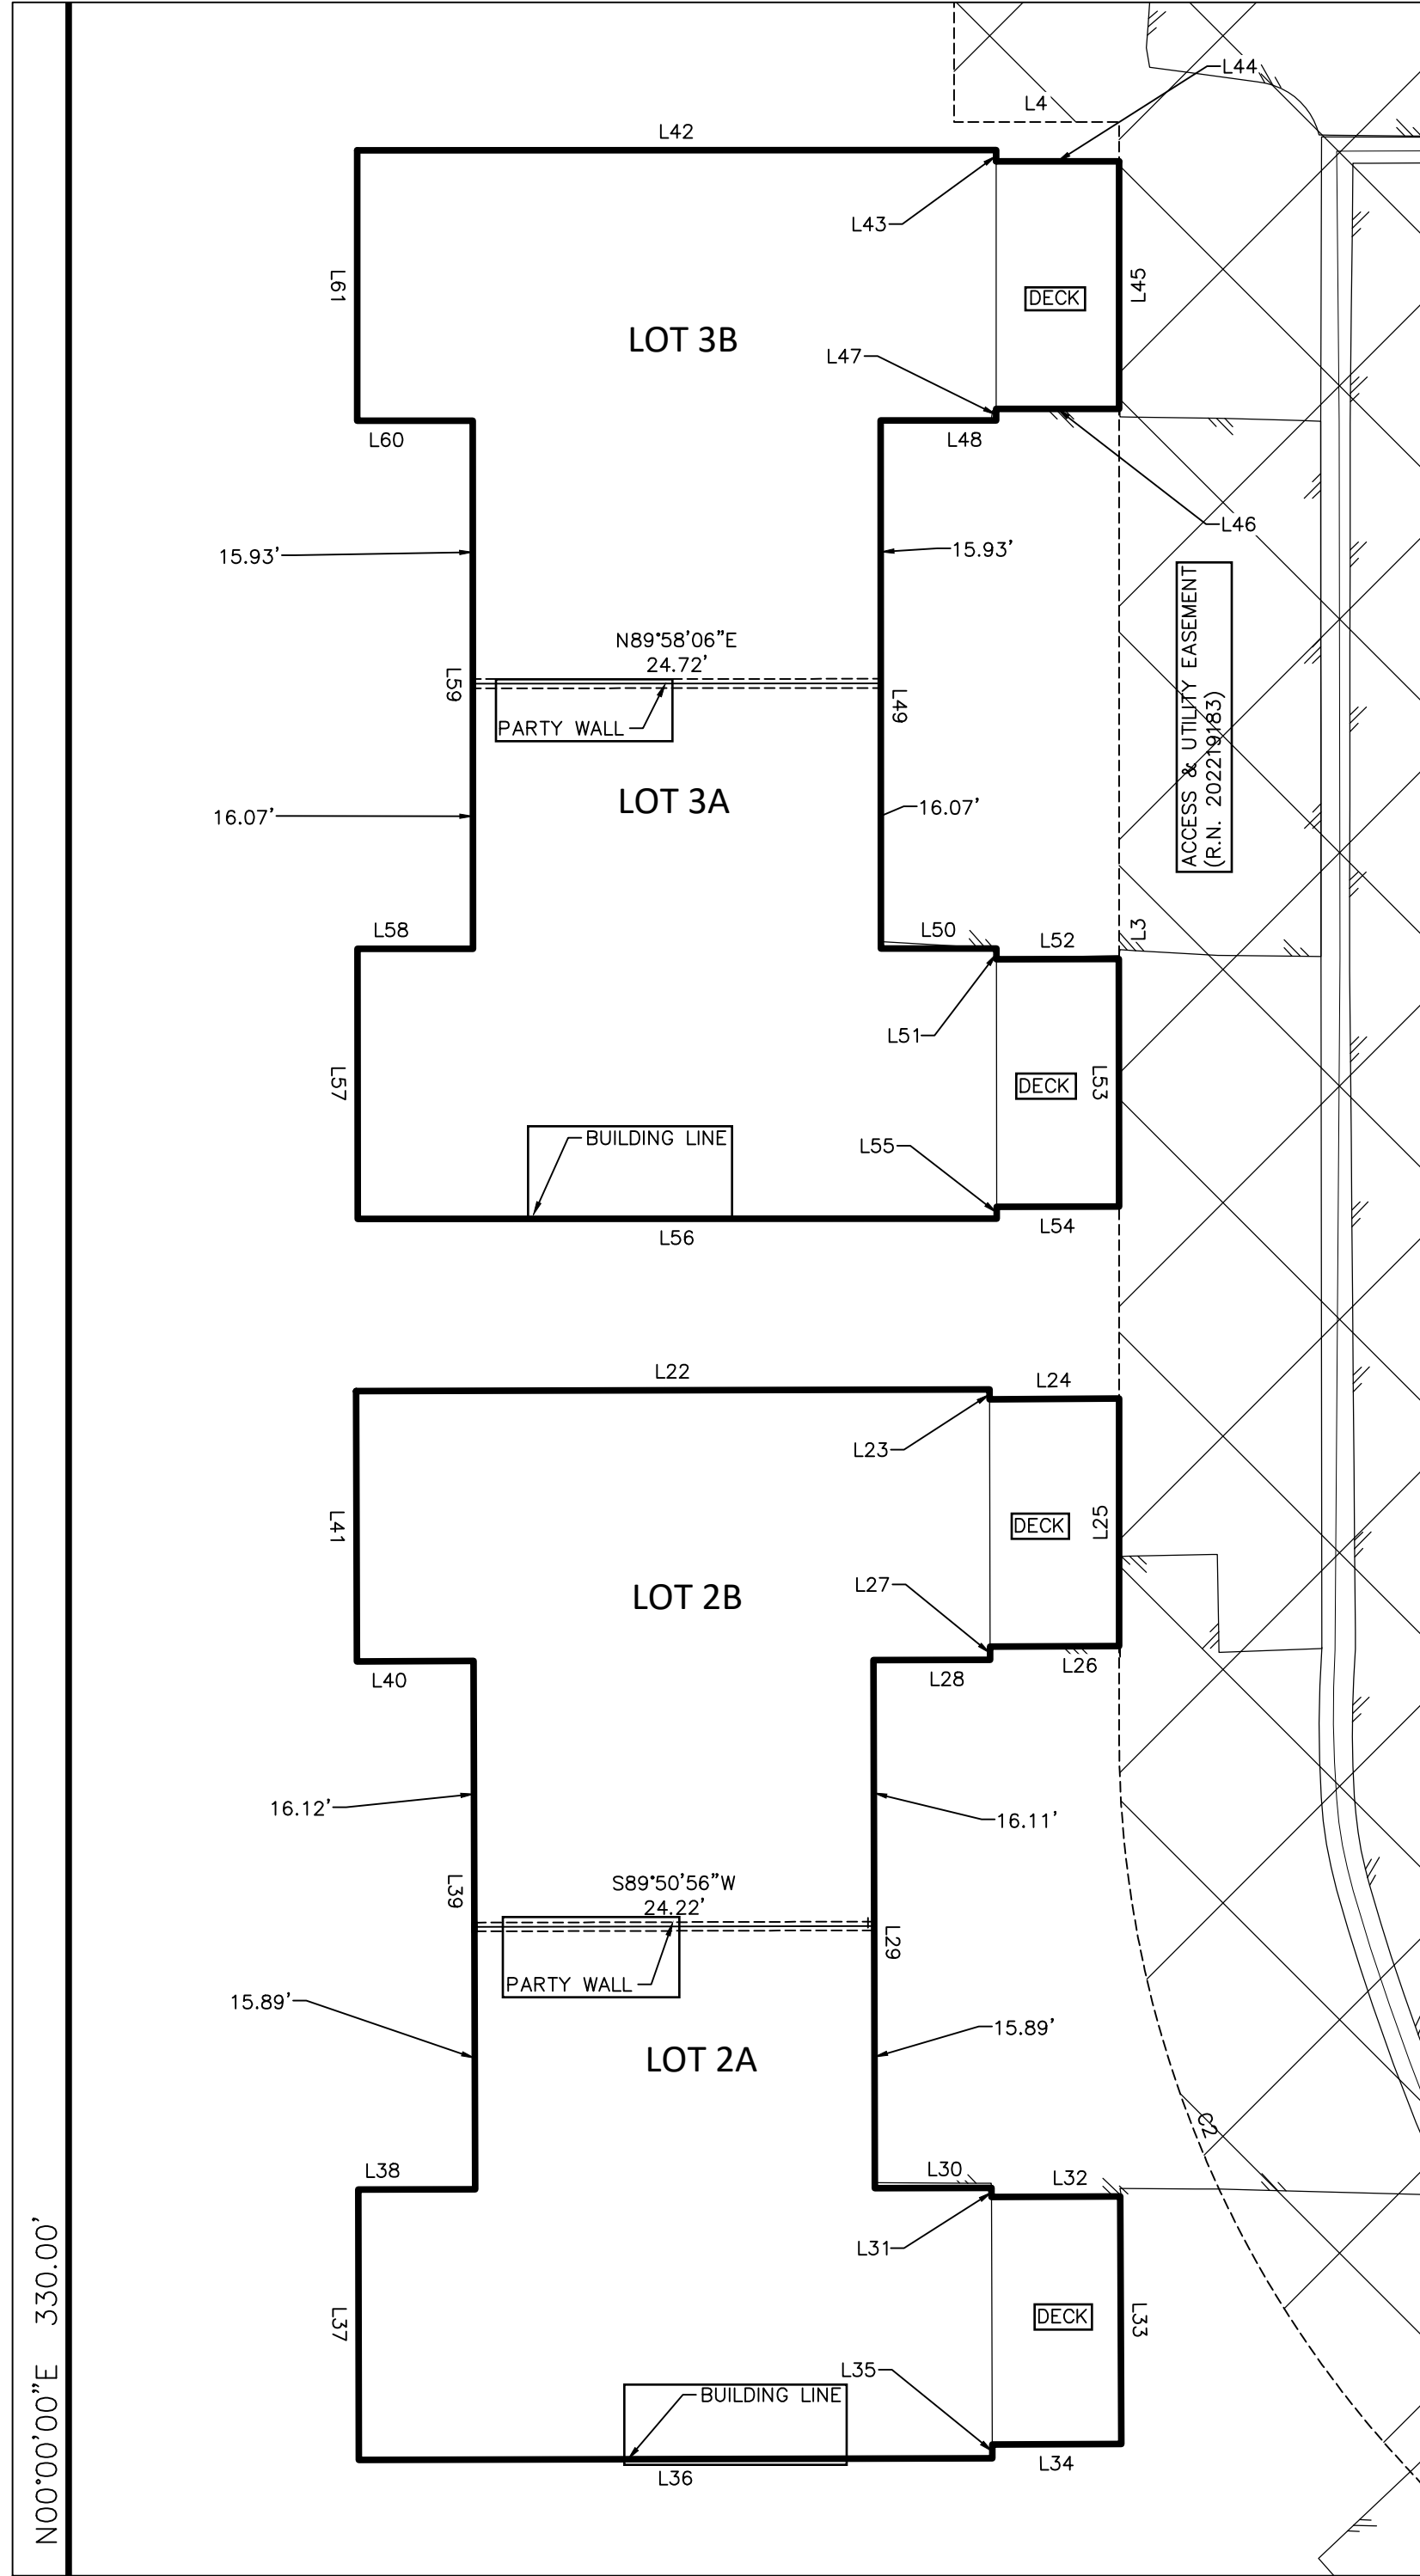 L44
L4
L42
L43
L61
L45
DECK
LOT 3B
L47
L60
L48
L46
15.93'
15.93'
ACCESS & UTILITY EASEMENT
(R.N. 202219183)
N89°58'06"E
24.72'
L59
L49
PARTY WALL
LOT 3A
16.07'
16.07'
L58
L50
L52
L3
L51
L57
DECK
L53
BUILDING LINE
L55
L56
L54
L22
L24
L23
L41
DECK
L25
LOT 2B
L27
L40
L28
L26
16.12'
16.11'
S89°50'56"W
24.22'
L39
L29
PARTY WALL
15.89'
15.89'
LOT 2A
C2
L38
L30
L32
L31
L37
DECK
L33
L35
BUILDING LINE
L36
L34
N00°00'00"E 330.00'